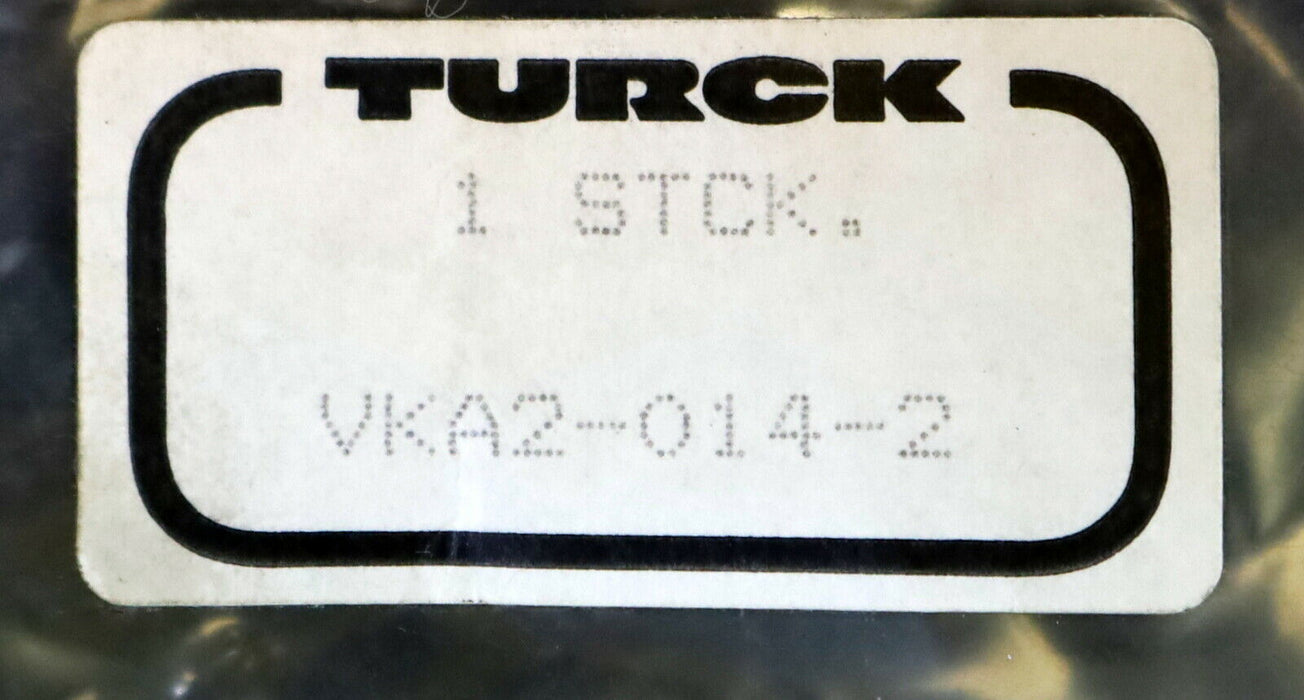 TURCK
1 STCK.
VKA2-014-2